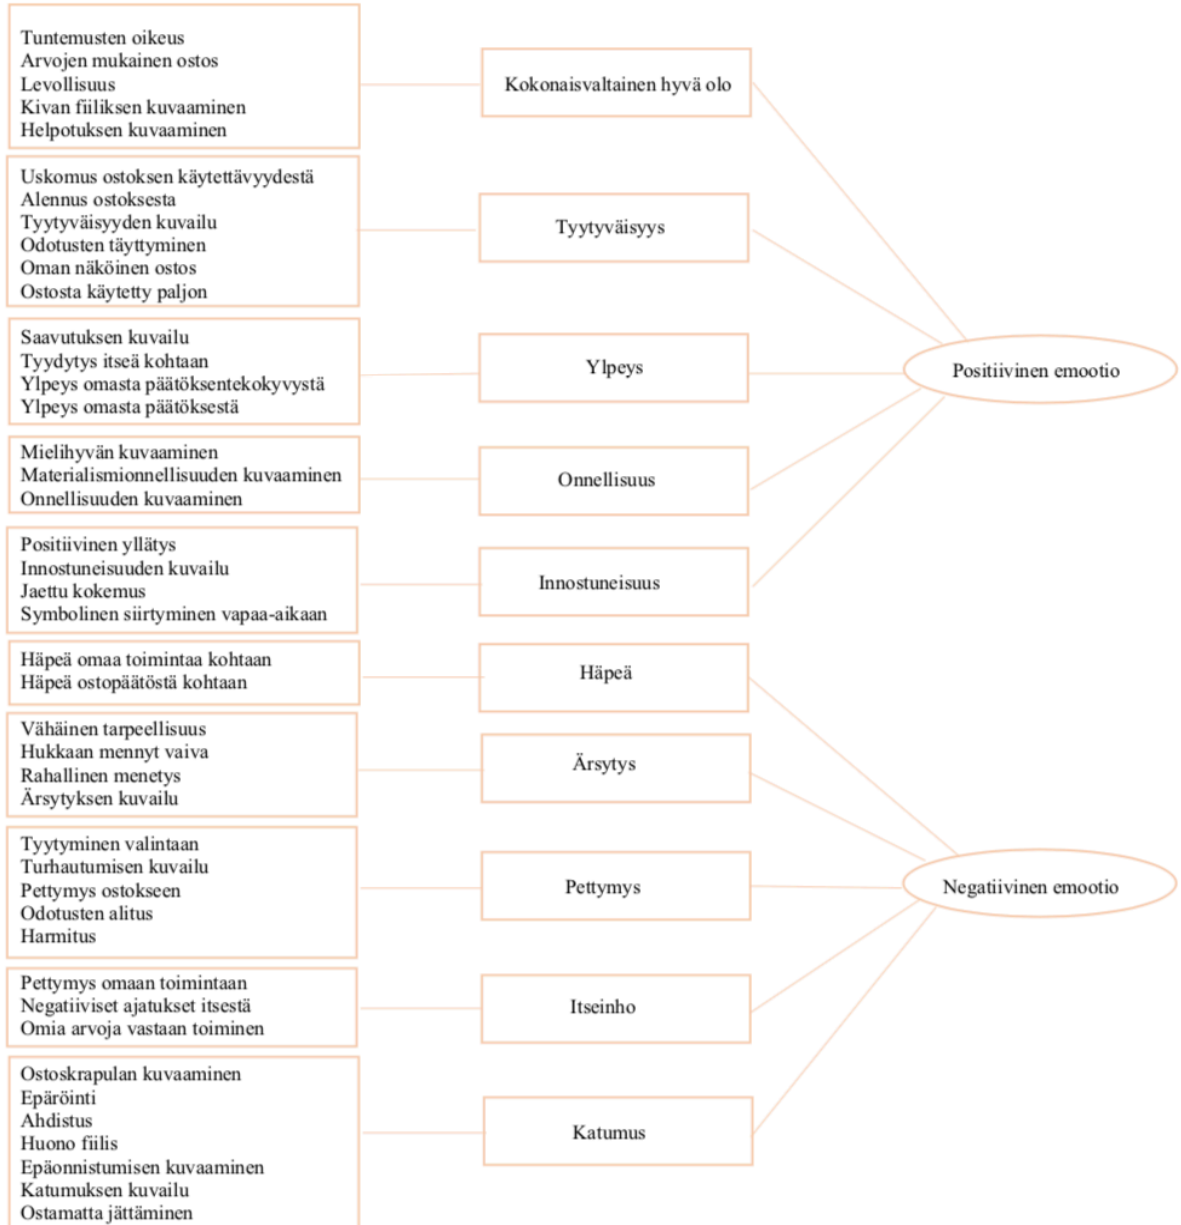 Tuntemusten oikeus
Arvojen mukainen ostos
Levollisuus
Kivan fiiliksen kuvaaminen
Helpotuksen kuvaaminen
Kokonaisvaltainen hyvä olo
Uskomus ostoksen käytettävyydestä
Alennus ostoksesta
Tyytyväisyyden kuvailu
Odotusten täyttyminen
Oman näköinen ostos
Ostosta käytetty paljon
Tyytyväisyys
Saavutuksen kuvailu
Tyydytys itseä kohtaan
Ylpeys omasta päätöksentekokyvystä
Ylpeys omasta päätöksestä
Ylpeys
Positiivinen emootio
Mielihyvän kuvaaminen
Materialismionnellisuuden kuvaaminen
Onnellisuuden kuvaaminen
Onnellisuus
Positiivinen yllätys
Innostuneisuuden kuvailu
Jaettu kokemus
Symbolinen siirtyminen vapaa-aikaan
Innostuneisuus
Häpeä omaa toimintaa kohtaan
Häpeä ostopäätöstä kohtaan
Häpeä
Vähäinen tarpeellisuus
Hukkaan mennyt vaiva
Rahallinen menetys
Ärsytyksen kuvailu
Ärsytys
Tyytyminen valintaan
Turhautumisen kuvailu
Pettymys ostokseen
Odotusten alitus
Harmitus
Pettymys
Negatiivinen emootio
Pettymys omaan toimintaan
Negatiiviset ajatukset itsestä
Omia arvoja vastaan toiminen
Itseinho
Ostoskrapulan kuvaaminen
Epäröinti
Ahdistus
Huono fiilis
Epäonnistumisen kuvaaminen
Katumuksen kuvailu
Ostamatta jättäminen
Katumus